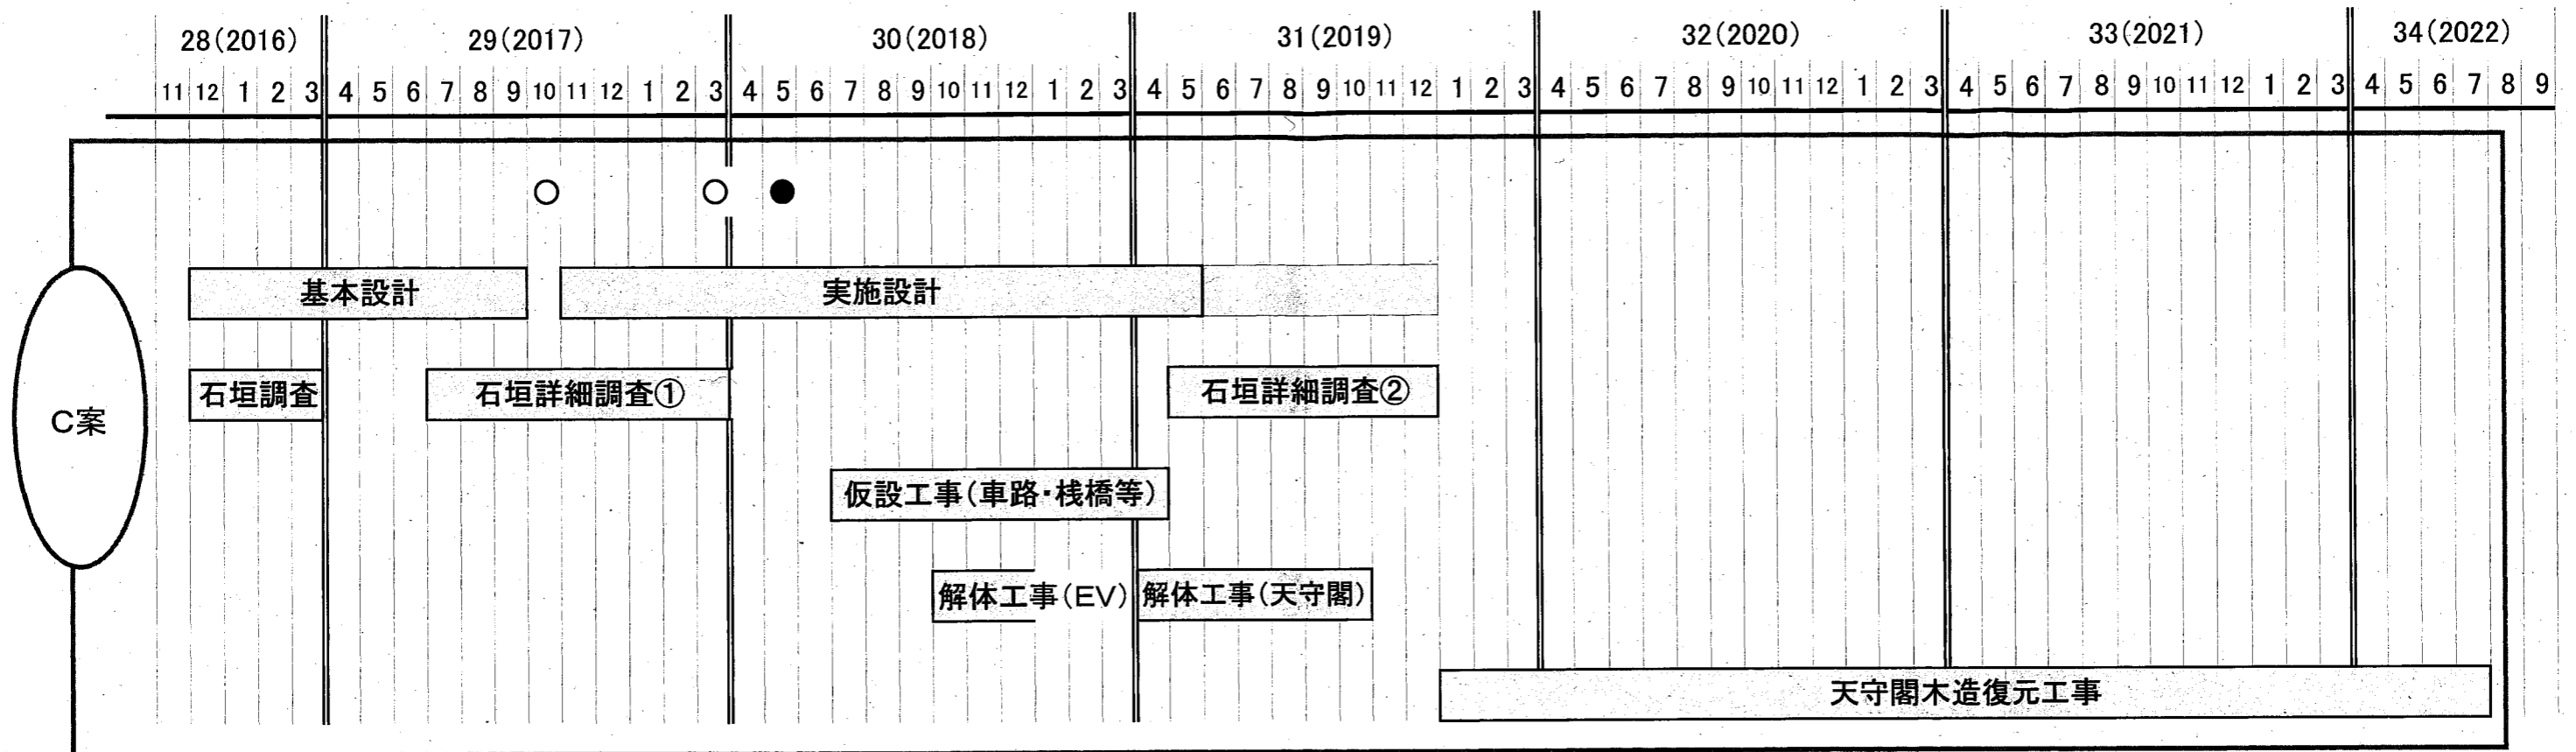 28(2016) 29(2017) 30(2018) 31(2019) 32(2020) 33(2021) 34(2022)
11 12 1 2 3 4 5 6 7 8 9 10 11 12 1 2 3 4 5 6 7 8 9 10 11 12 1 2 3 4 5 6 7 8 9 10 11 12 1 2 3 4 5 6 7 8 9 10 11 12 1 2 3 4 5 6 7 8 9 10 11 12 1 2 3 4 5 6 7 8 9
○ ○ ●
基本設計 実施設計
C案
石垣調査 石垣詳細調査① 石垣詳細調査②
仮設工事(車路・桟橋等)
解体工事(EV) 解体工事(天守閣)
天守閣木造復元工事